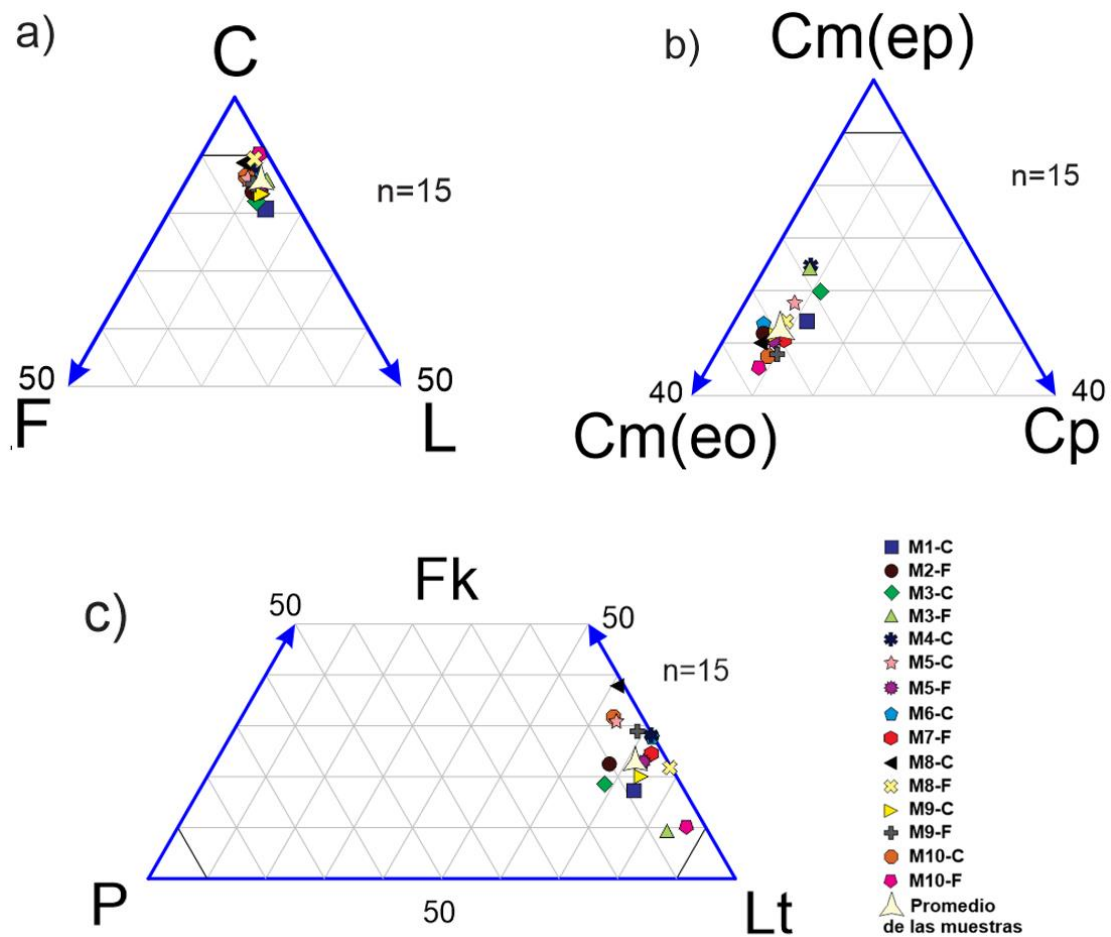 a)
C
n=15
50
50
F
L
b)
Cm(ep)
n=15
40
40
Cm(eo)
Cp
c)
Fk
50
50
n=15
P
50
Lt
M1-C
M2-F
M3-C
M3-F
M4-C
M5-C
M5-F
M6-C
M7-F
M8-C
M8-F
M9-C
M9-F
M10-C
M10-F
Promedio
de las muestras